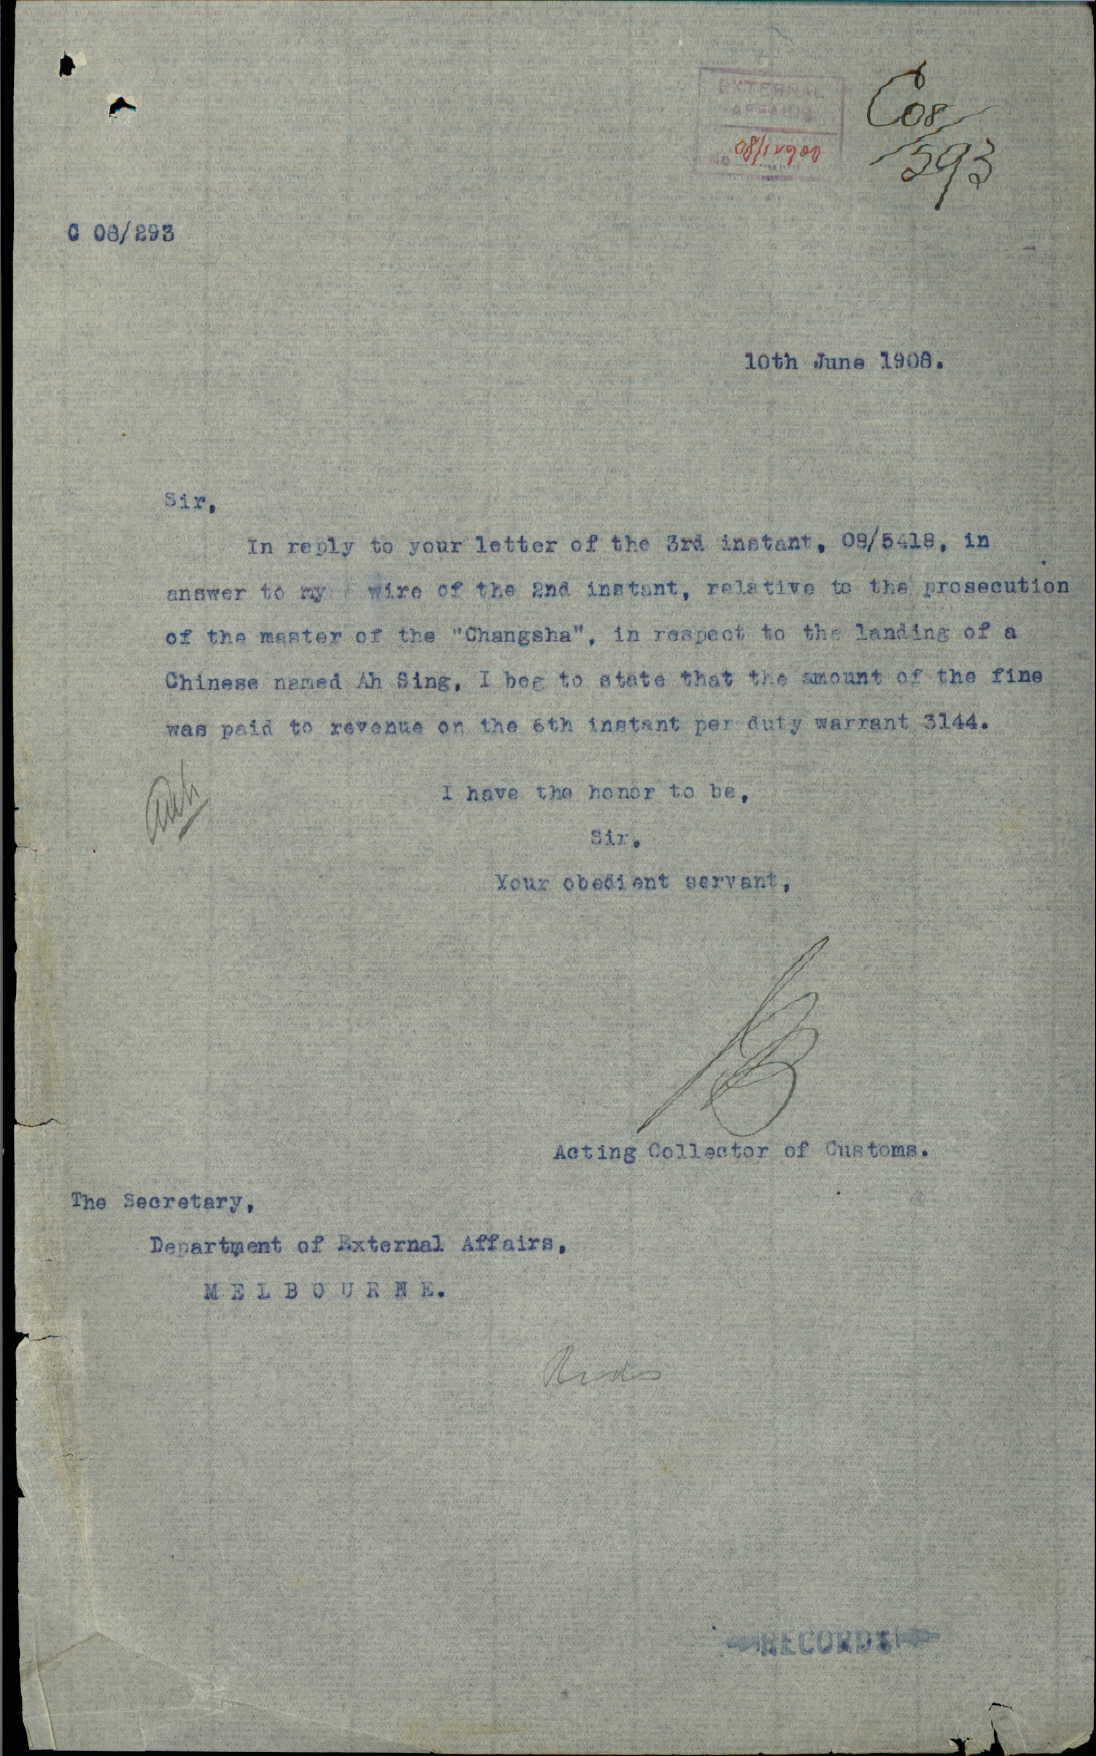 EXTERNAL
AFFAIRS
No
C08/593
C 08/293
10th June 1908.
Sir,
In reply to your letter of the 3rd instant, 08/5418, in
answer to my wire of the 2nd instant, relative to the prosecution
of the master of the "Changsha", in respect to the landing of a
Chinese named Ah Sing, I beg to state that the amount of the fine
was paid to revenue on the 6th instant per duty warrant 3144.
I have the honor to be,
Sir.
Your obedient servant,
Acting Collector of Customs.
The Secretary,
Department of External Affairs,
MELBOURNE.
RECORDS